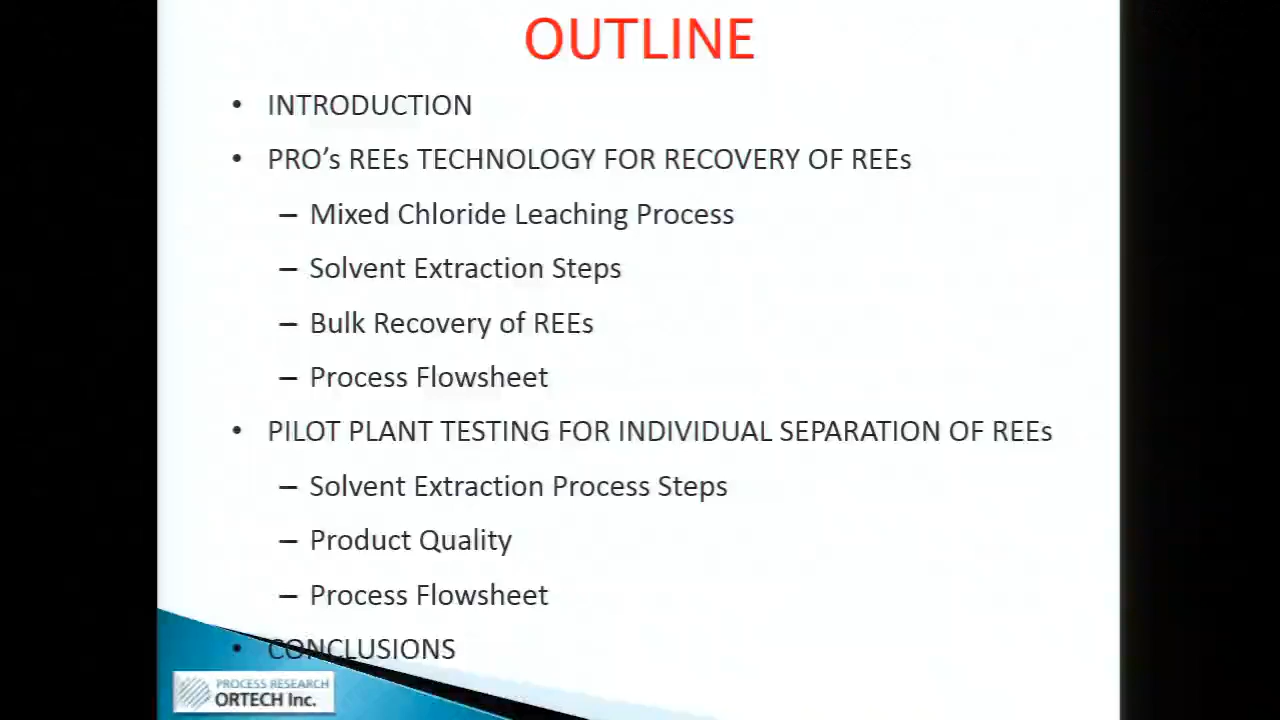 OUTLINE
• INTRODUCTION
• PRO's REEs TECHNOLOGY FOR RECOVERY OF REEs
– Mixed Chloride Leaching Process
– Solvent Extraction Steps
– Bulk Recovery of REEs
– Process Flowsheet
• PILOT PLANT TESTING FOR INDIVIDUAL SEPARATION OF REEs
– Solvent Extraction Process Steps
– Product Quality
– Process Flowsheet
• CONCLUSIONS
PROCESS RESEARCH
ORTECH Inc.